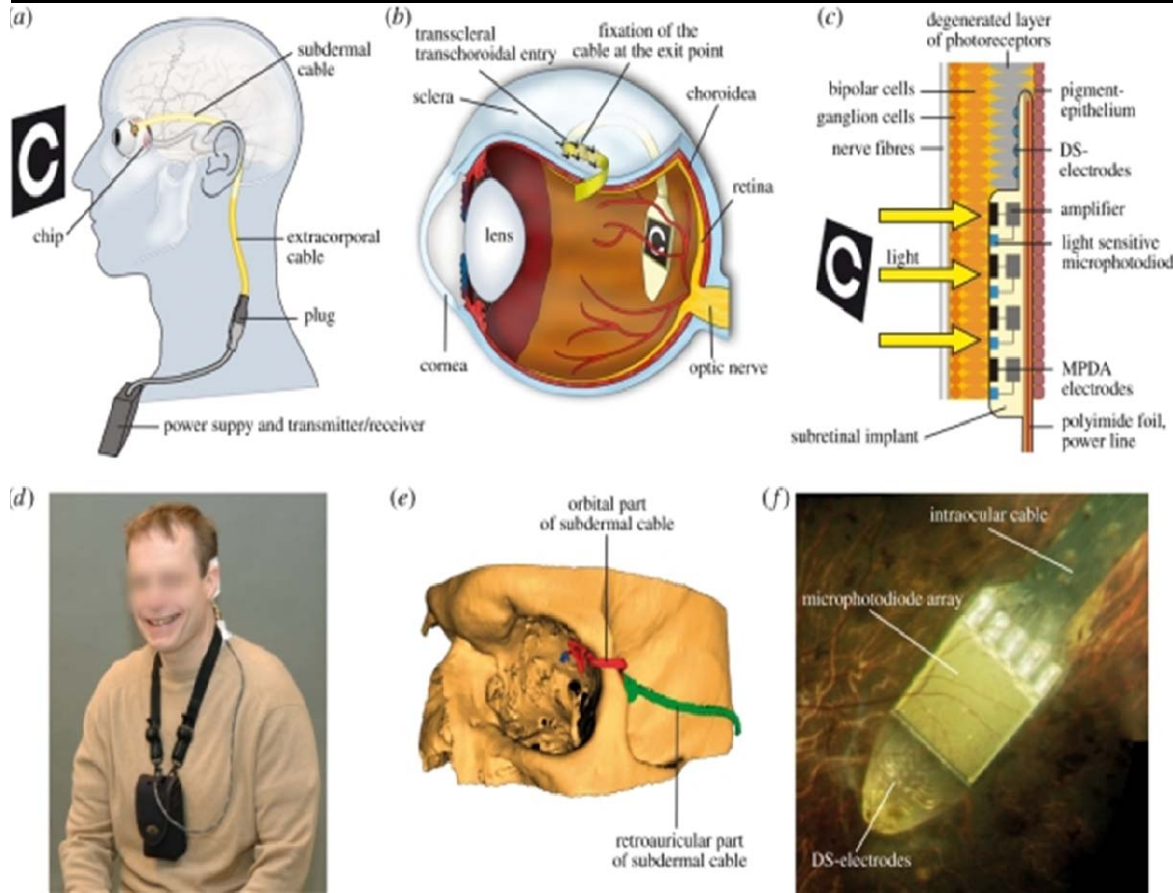 (a)
subdermal
cable
C
chip
extracorporal
cable
plug
power suppy and transmitter/receiver
(b)
transscleral
transchoroidal entry
fixation of the
cable at the exit point
sclera
choroidea
retina
lens
C
cornea
optic nerve
(c)
degenerated layer
of photoreceptors
bipolar cells
ganglion cells
nerve fibres
pigment-
epithelium
DS-
electrodes
amplifier
light sensitive
microphotodiod
C
light
MPDA
electrodes
subretinal implant
polyimide foil,
power line
(d)
(e)
orbital part
of subdermal cable
retroauricular part
of subdermal cable
(f)
intraocular cable
microphotodiode array
DS-electrodes